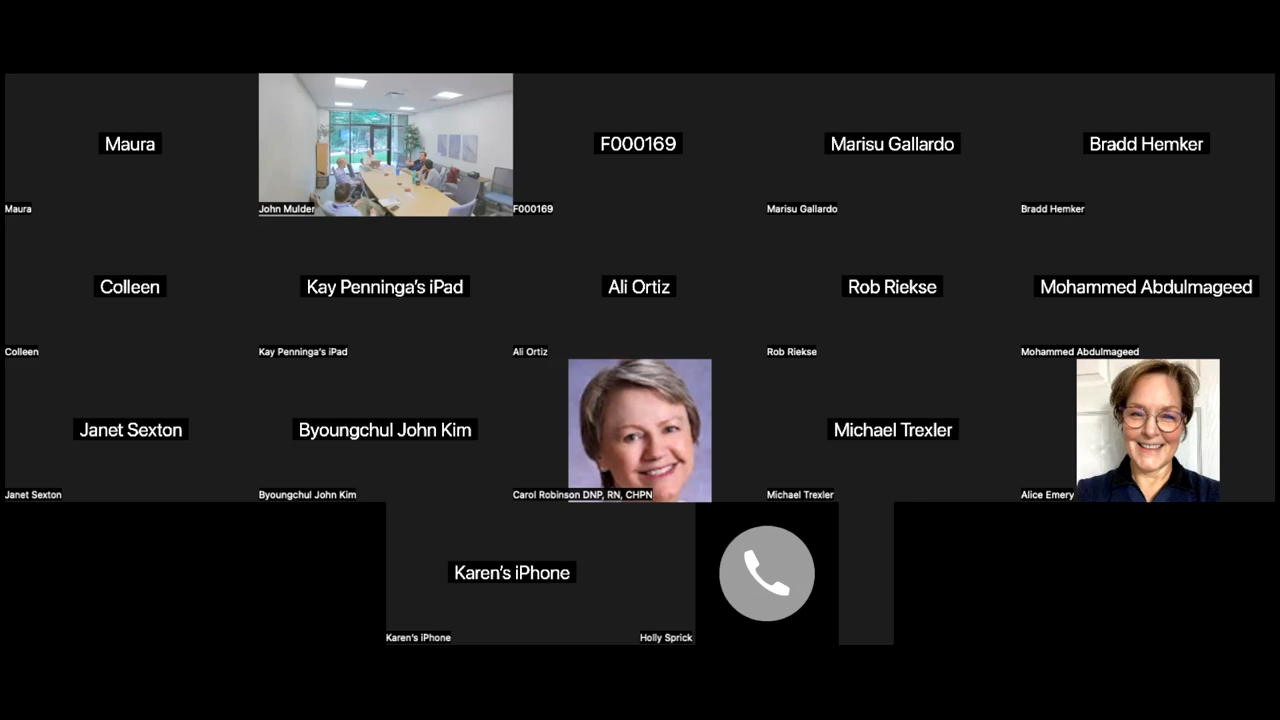 Maura
Maura
John Mulder
F000169
F000169
Marisu Gallardo
Marisu Gallardo
Bradd Hemker
Bradd Hemker
Colleen
Colleen
Kay Penninga's iPad
Kay Penninga's iPad
Ali Ortiz
Ali Ortiz
Rob Riekse
Rob Riekse
Mohammed Abdulmageed
Mohammed Abdulmageed
Janet Sexton
Janet Sexton
Byoungchul John Kim
Byoungchul John Kim
Carol Robinson DNP, RN, CHPN
Michael Trexler
Michael Trexler
Alice Emery
Karen's iPhone
Karen's iPhone
Holly Sprick